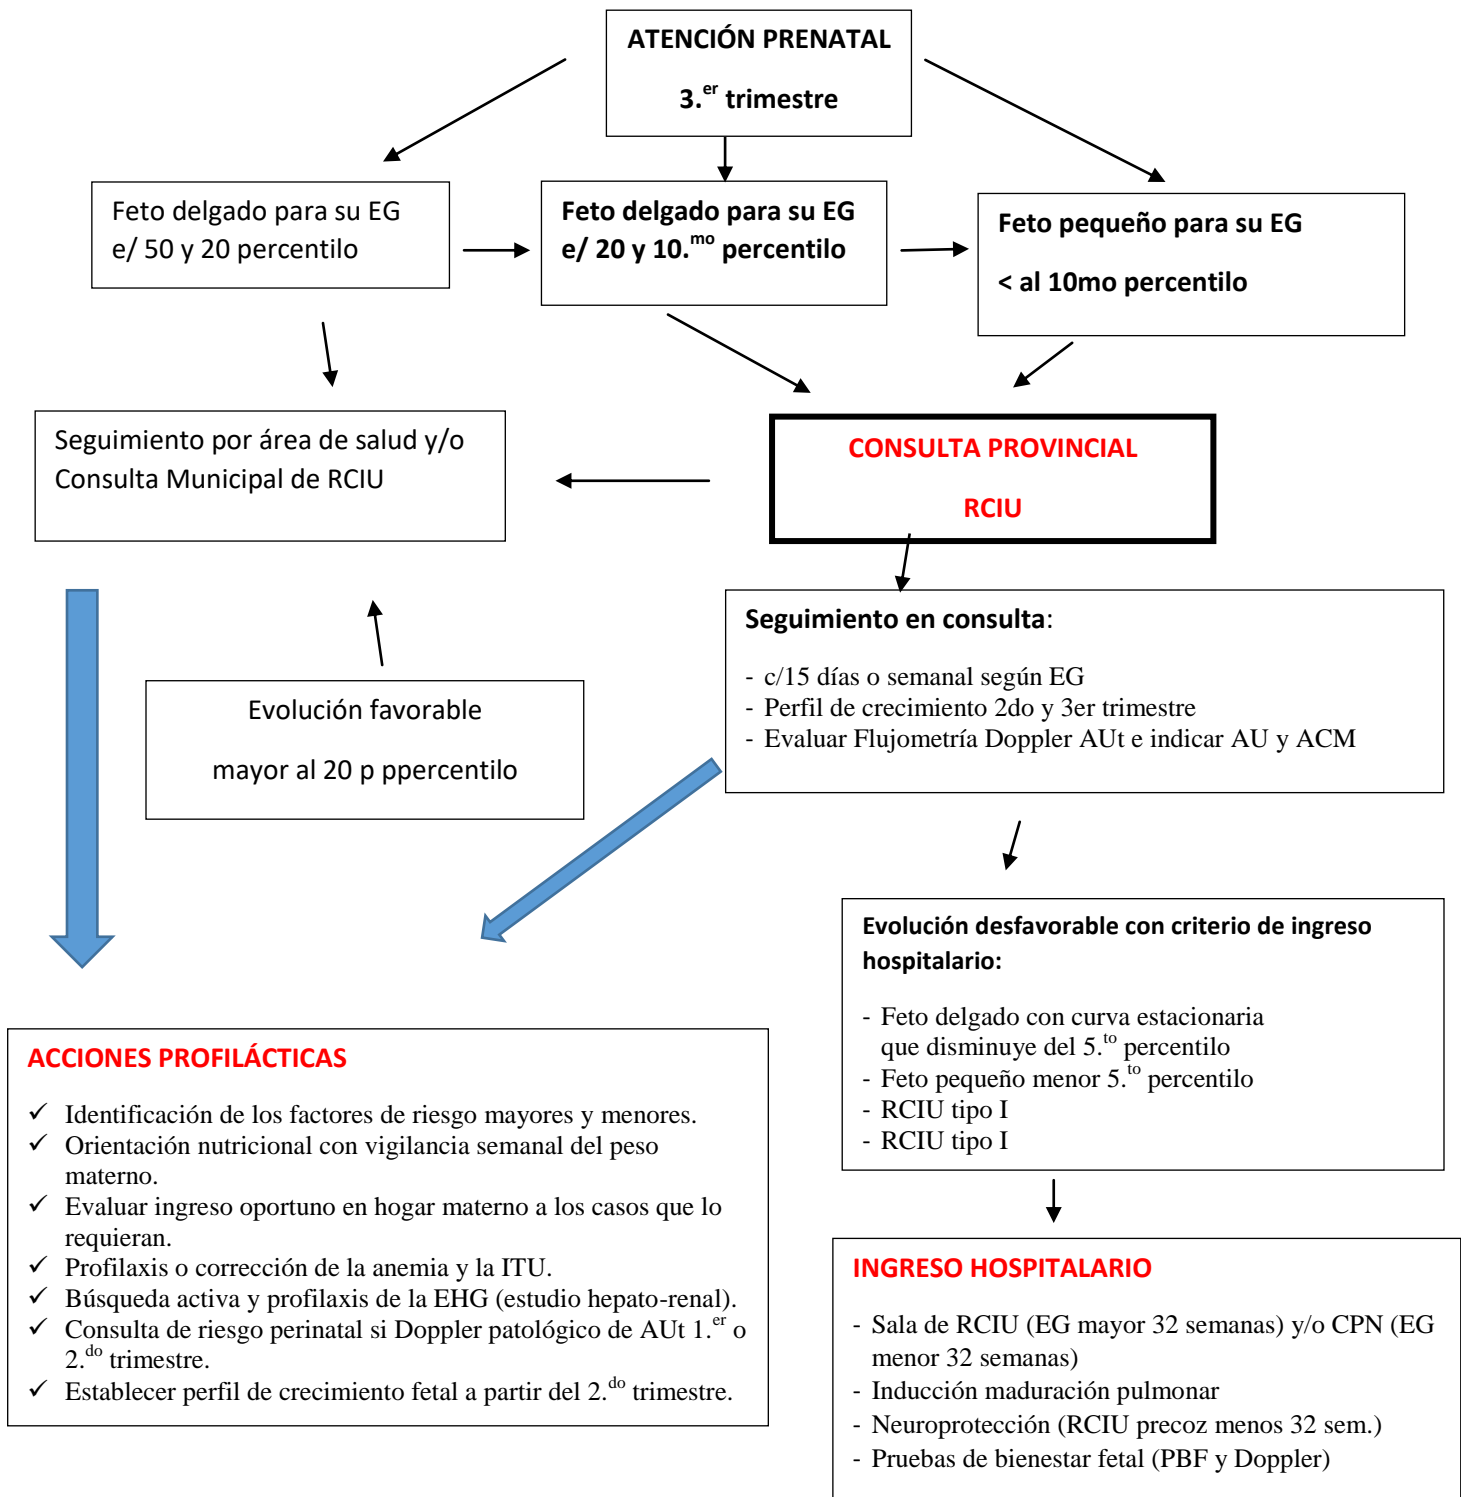 ATENCIÓN PRENATAL
3.er trimestre
Feto delgado para su EG
e/ 50 y 20 percentilo
Feto delgado para su EG
e/ 20 y 10.mo percentilo
Feto pequeño para su EG
< al 10mo percentilo
Seguimiento por área de salud y/o
Consulta Municipal de RCIU
CONSULTA PROVINCIAL
RCIU
Seguimiento en consulta:
- c/15 días o semanal según EG
- Perfil de crecimiento 2do y 3er trimestre
- Evaluar Flujometría Doppler AUt e indicar AU y ACM
Evolución favorable
mayor al 20 p ppercentilo
Evolución desfavorable con criterio de ingreso
hospitalario:
- Feto delgado con curva estacionaria
que disminuye del 5.to percentilo
- Feto pequeño menor 5.to percentilo
- RCIU tipo I
- RCIU tipo I
ACCIONES PROFILÁCTICAS
✓ Identificación de los factores de riesgo mayores y menores.
✓ Orientación nutricional con vigilancia semanal del peso
materno.
✓ Evaluar ingreso oportuno en hogar materno a los casos que lo
requieran.
✓ Profilaxis o corrección de la anemia y la ITU.
✓ Búsqueda activa y profilaxis de la EHG (estudio hepato-renal).
✓ Consulta de riesgo perinatal si Doppler patológico de AUt 1.er o
2.do trimestre.
✓ Establecer perfil de crecimiento fetal a partir del 2.do trimestre.
INGRESO HOSPITALARIO
- Sala de RCIU (EG mayor 32 semanas) y/o CPN (EG
menor 32 semanas)
- Inducción maduración pulmonar
- Neuroprotección (RCIU precoz menos 32 sem.)
- Pruebas de bienestar fetal (PBF y Doppler)